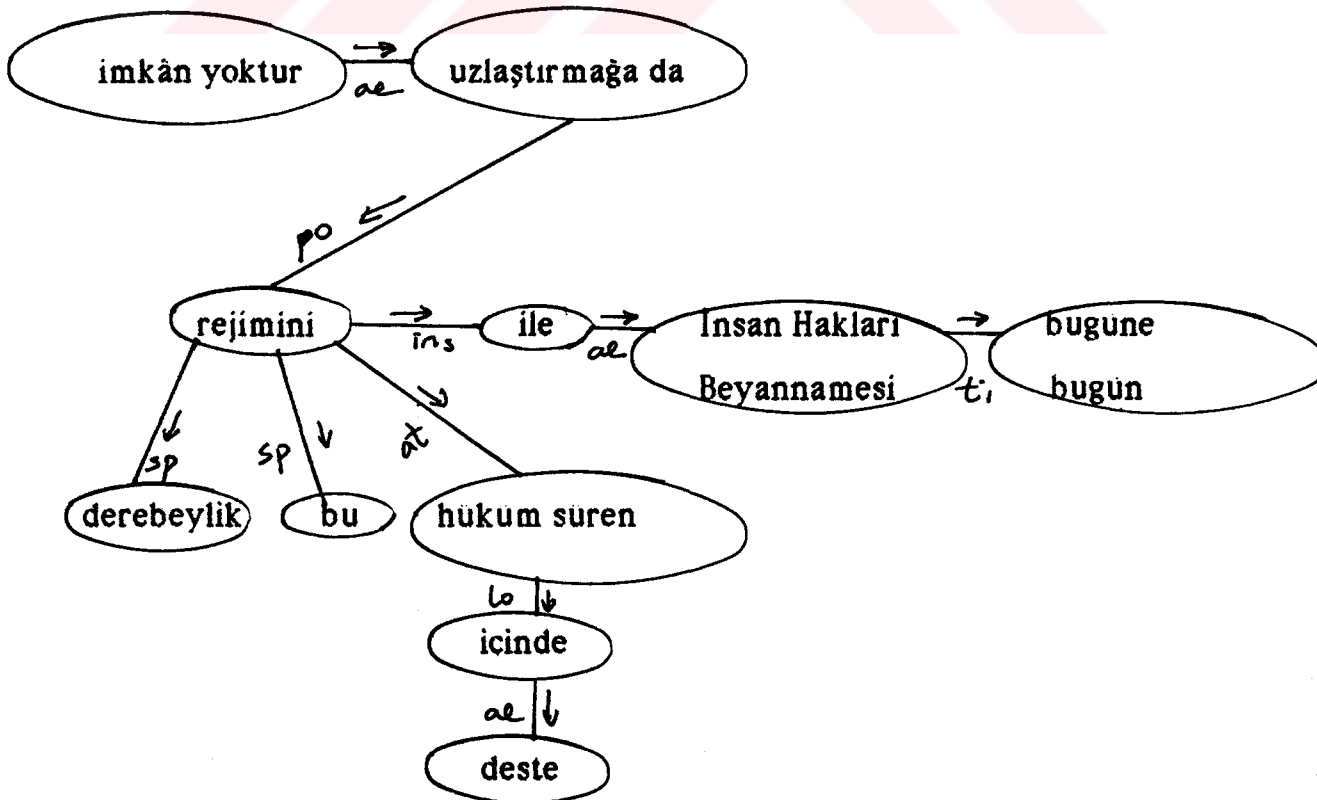 imkân yoktur
ae
uzlaştırmağa da
po
rejimini
ins
ile
ae
İnsan Hakları
Beyannamesi
ti
bugüne
bugün
sp
derebeylik
sp
bu
at
hüküm süren
lo
içinde
ae
deste